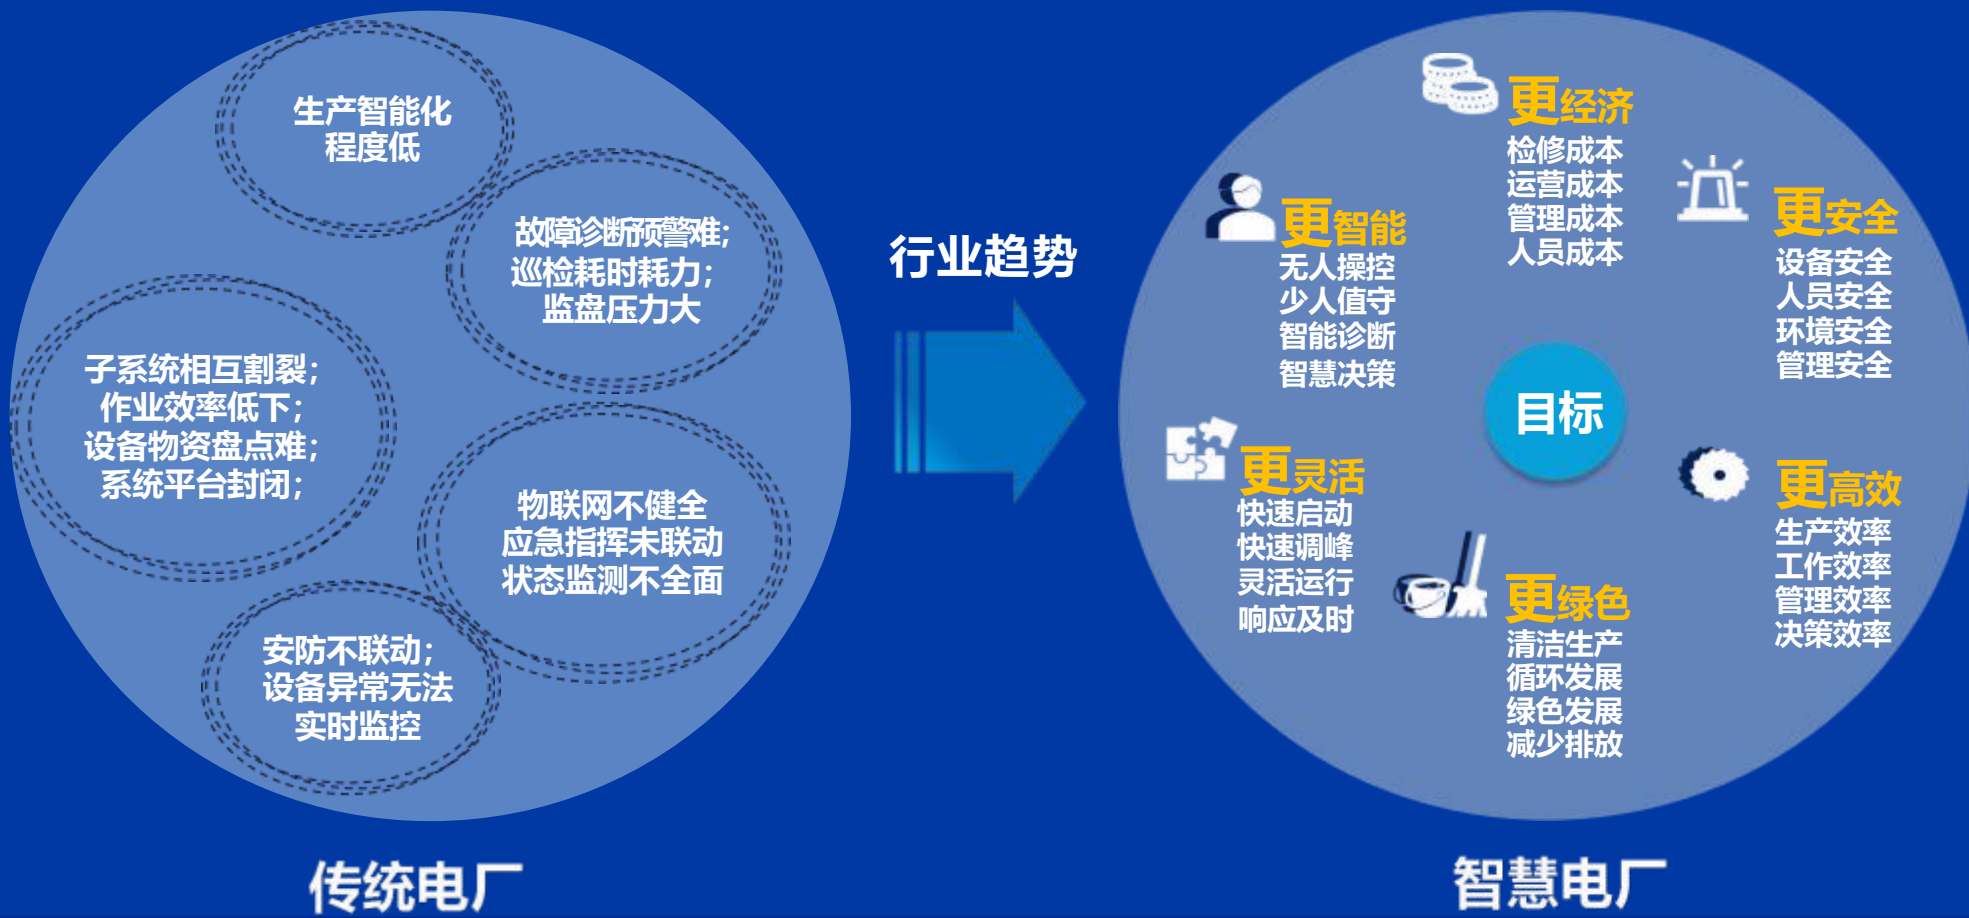 生产智能化
程度低
故障诊断预警难；
巡检耗时耗力；
监盘压力大
子系统相互割裂；
作业效率低下；
设备物资盘点难；
系统平台封闭；
物联网不健全
应急指挥未联动
状态监测不全面
安防不联动；
设备异常无法
实时监控
传统电厂
行业趋势
更经济
检修成本
运营成本
管理成本
人员成本
更智能
无人操控
少人值守
智能诊断
智慧决策
更安全
设备安全
人员安全
环境安全
管理安全
目标
更灵活
快速启动
快速调峰
灵活运行
响应及时
更高效
生产效率
工作效率
管理效率
决策效率
更绿色
清洁生产
循环发展
绿色发展
减少排放
智慧电厂